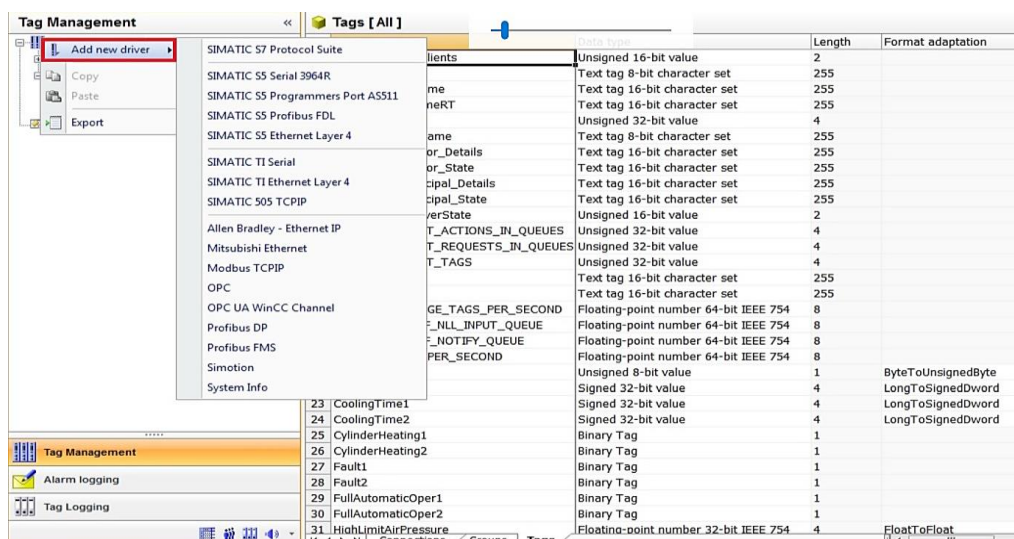 Tag Management «
Tags [ All ]
Add new driver
Copy
Paste
Export
SIMATIC S7 Protocol Suite
SIMATIC S5 Serial 3964R
SIMATIC S5 Programmers Port AS511
SIMATIC S5 Profibus FDL
SIMATIC S5 Ethernet Layer 4
SIMATIC TI Serial
SIMATIC TI Ethernet Layer 4
SIMATIC 505 TCPIP
Allen Bradley - Ethernet IP
Mitsubishi Ethernet
Modbus TCPIP
OPC
OPC UA WinCC Channel
Profibus DP
Profibus FMS
Simotion
System Info
Data type Length Format adaptation
lients Unsigned 16-bit value 2
Text tag 8-bit character set 255
me Text tag 16-bit character set 255
meRT Text tag 16-bit character set 255
Unsigned 32-bit value 4
ame Text tag 8-bit character set 255
or_Details Text tag 16-bit character set 255
or_State Text tag 16-bit character set 255
cipal_Details Text tag 16-bit character set 255
cipal_State Text tag 16-bit character set 255
verState Unsigned 16-bit value 2
T_ACTIONS_IN_QUEUES Unsigned 32-bit value 4
T_REQUESTS_IN_QUEUES Unsigned 32-bit value 4
T_TAGS Unsigned 32-bit value 4
Text tag 16-bit character set 255
Text tag 16-bit character set 255
GE_TAGS_PER_SECOND Floating-point number 64-bit IEEE 754 8
F_NLL_INPUT_QUEUE Floating-point number 64-bit IEEE 754 8
F_NOTIFY_QUEUE Floating-point number 64-bit IEEE 754 8
PER_SECOND Floating-point number 64-bit IEEE 754 8
Unsigned 8-bit value 1 ByteToUnsignedByte
Signed 32-bit value 4 LongToSignedDword
23 CoolingTime1 Signed 32-bit value 4 LongToSignedDword
24 CoolingTime2 Signed 32-bit value 4 LongToSignedDword
25 CylinderHeating1 Binary Tag 1
26 CylinderHeating2 Binary Tag 1
27 Fault1 Binary Tag 1
28 Fault2 Binary Tag 1
29 FullAutomaticOper1 Binary Tag 1
30 FullAutomaticOper2 Binary Tag 1
31 HighLimitAirPressure Floating-point number 32-bit IEEE 754 4 FloatToFloat
Tag Management
Alarm logging
Tag Logging
Connections Groups Tags